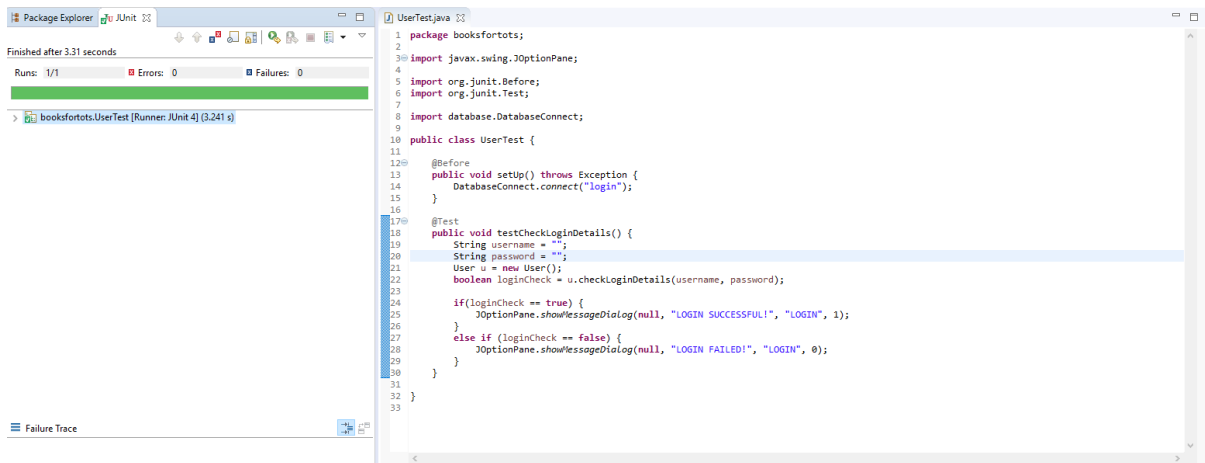 Package Explorer JUnit
Finished after 3.31 seconds
Runs: 1/1 Errors: 0 Failures: 0
booksfortots.UserTest [Runner: JUnit 4] (3.241 s)
Failure Trace
UserTest.java
1 package booksfortots;
2
3 import javax.swing.JOptionPane;
4
5 import org.junit.Before;
6 import org.junit.Test;
7
8 import database.DatabaseConnect;
9
10 public class UserTest {
11
12 @Before
13 public void setUp() throws Exception {
14 DatabaseConnect.connect("login");
15 }
16
17 @Test
18 public void testCheckLoginDetails() {
19 String username = "";
20 String password = "";
21 User u = new User();
22 boolean loginCheck = u.checkLoginDetails(username, password);
23
24 if(loginCheck == true) {
25 JOptionPane.showMessageDialog(null, "LOGIN SUCCESSFUL!", "LOGIN", 1);
26 }
27 else if (loginCheck == false) {
28 JOptionPane.showMessageDialog(null, "LOGIN FAILED!", "LOGIN", 0);
29 }
30 }
31
32 }
33